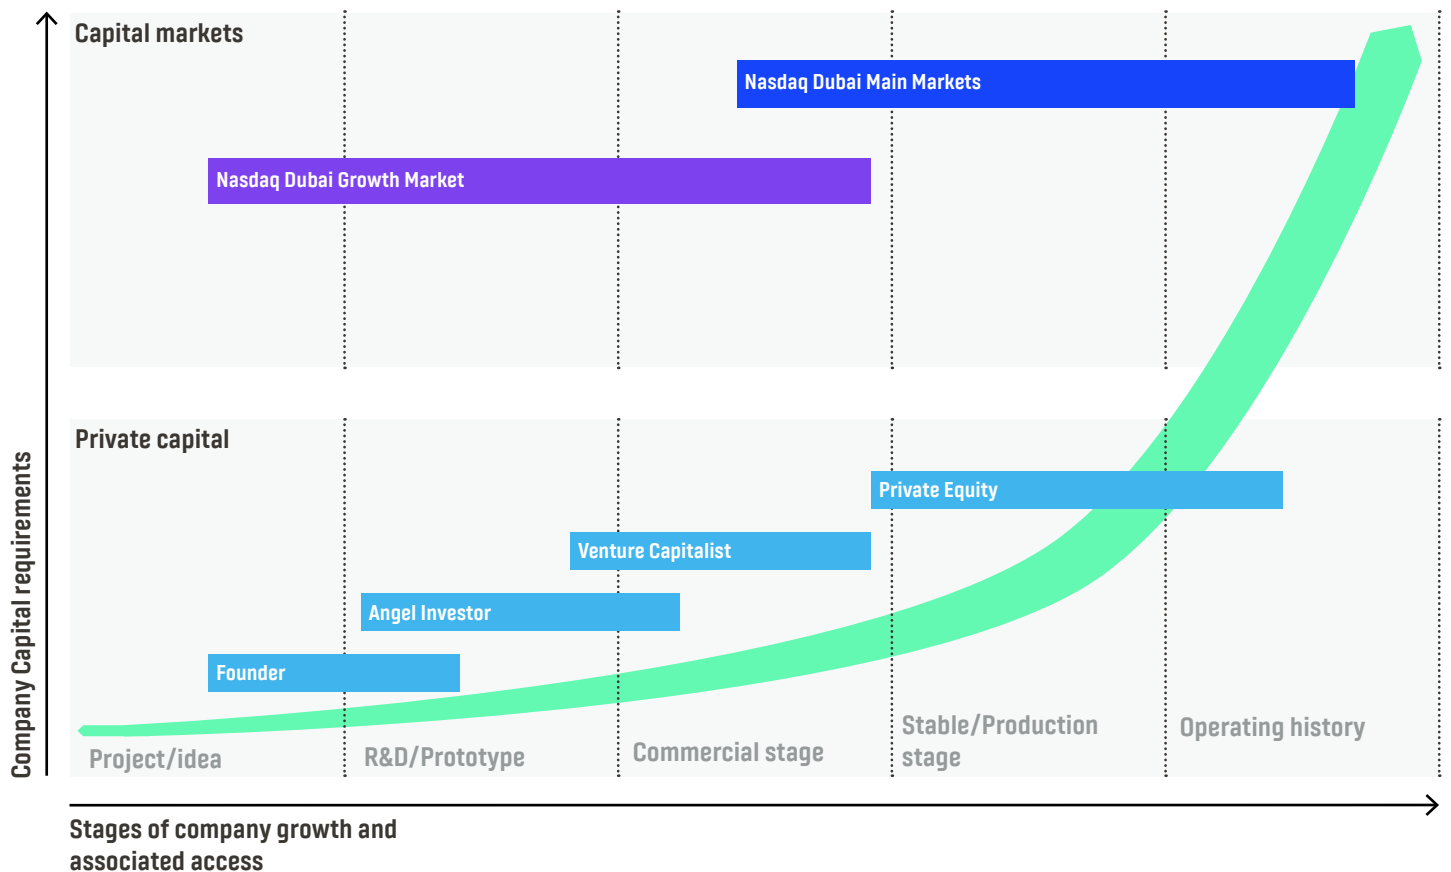 Capital markets
Nasdaq Dubai Main Markets
Nasdaq Dubai Growth Market
Private capital
Private Equity
Venture Capitalist
Angel Investor
Founder
Project/idea
R&D/Prototype
Commercial stage
Stable/Production
stage
Operating history
Company Capital requirements
Stages of company growth and
associated access